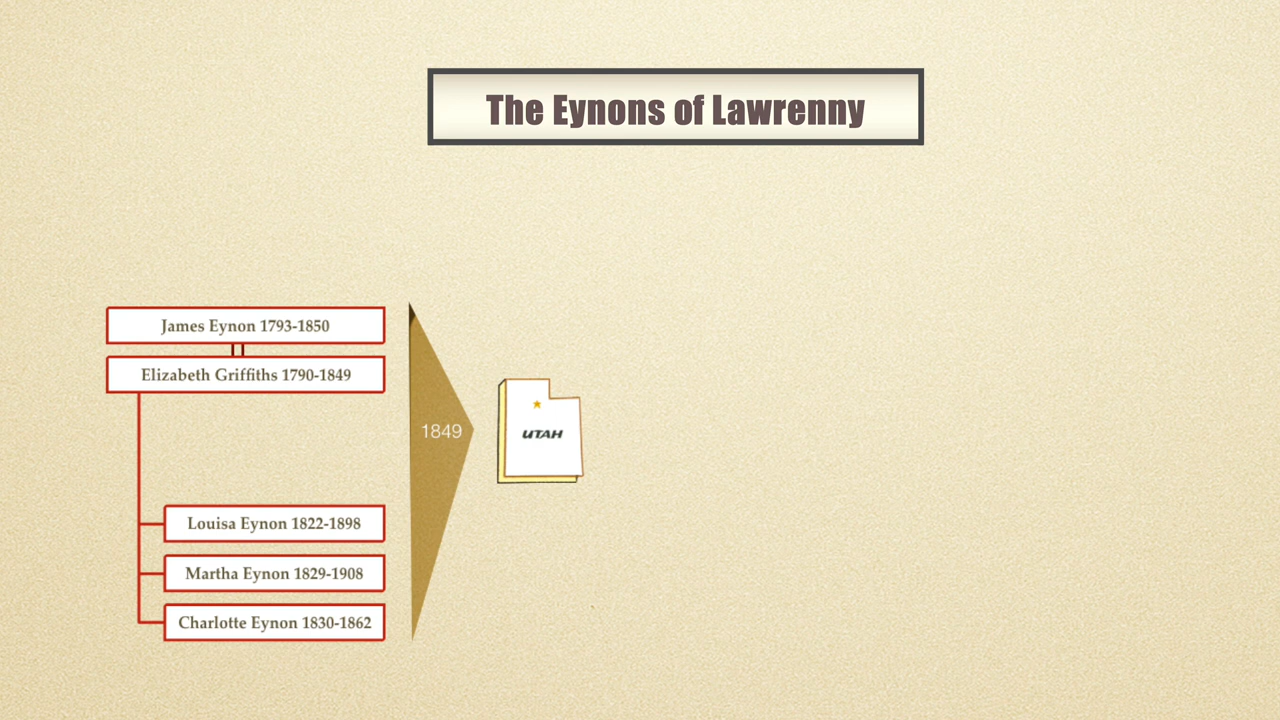 The Eynons of Lawrenny
James Eynon 1793-1850
Elizabeth Griffiths 1790-1849
1849
UTAH
Louisa Eynon 1822-1898
Martha Eynon 1829-1908
Charlotte Eynon 1830-1862